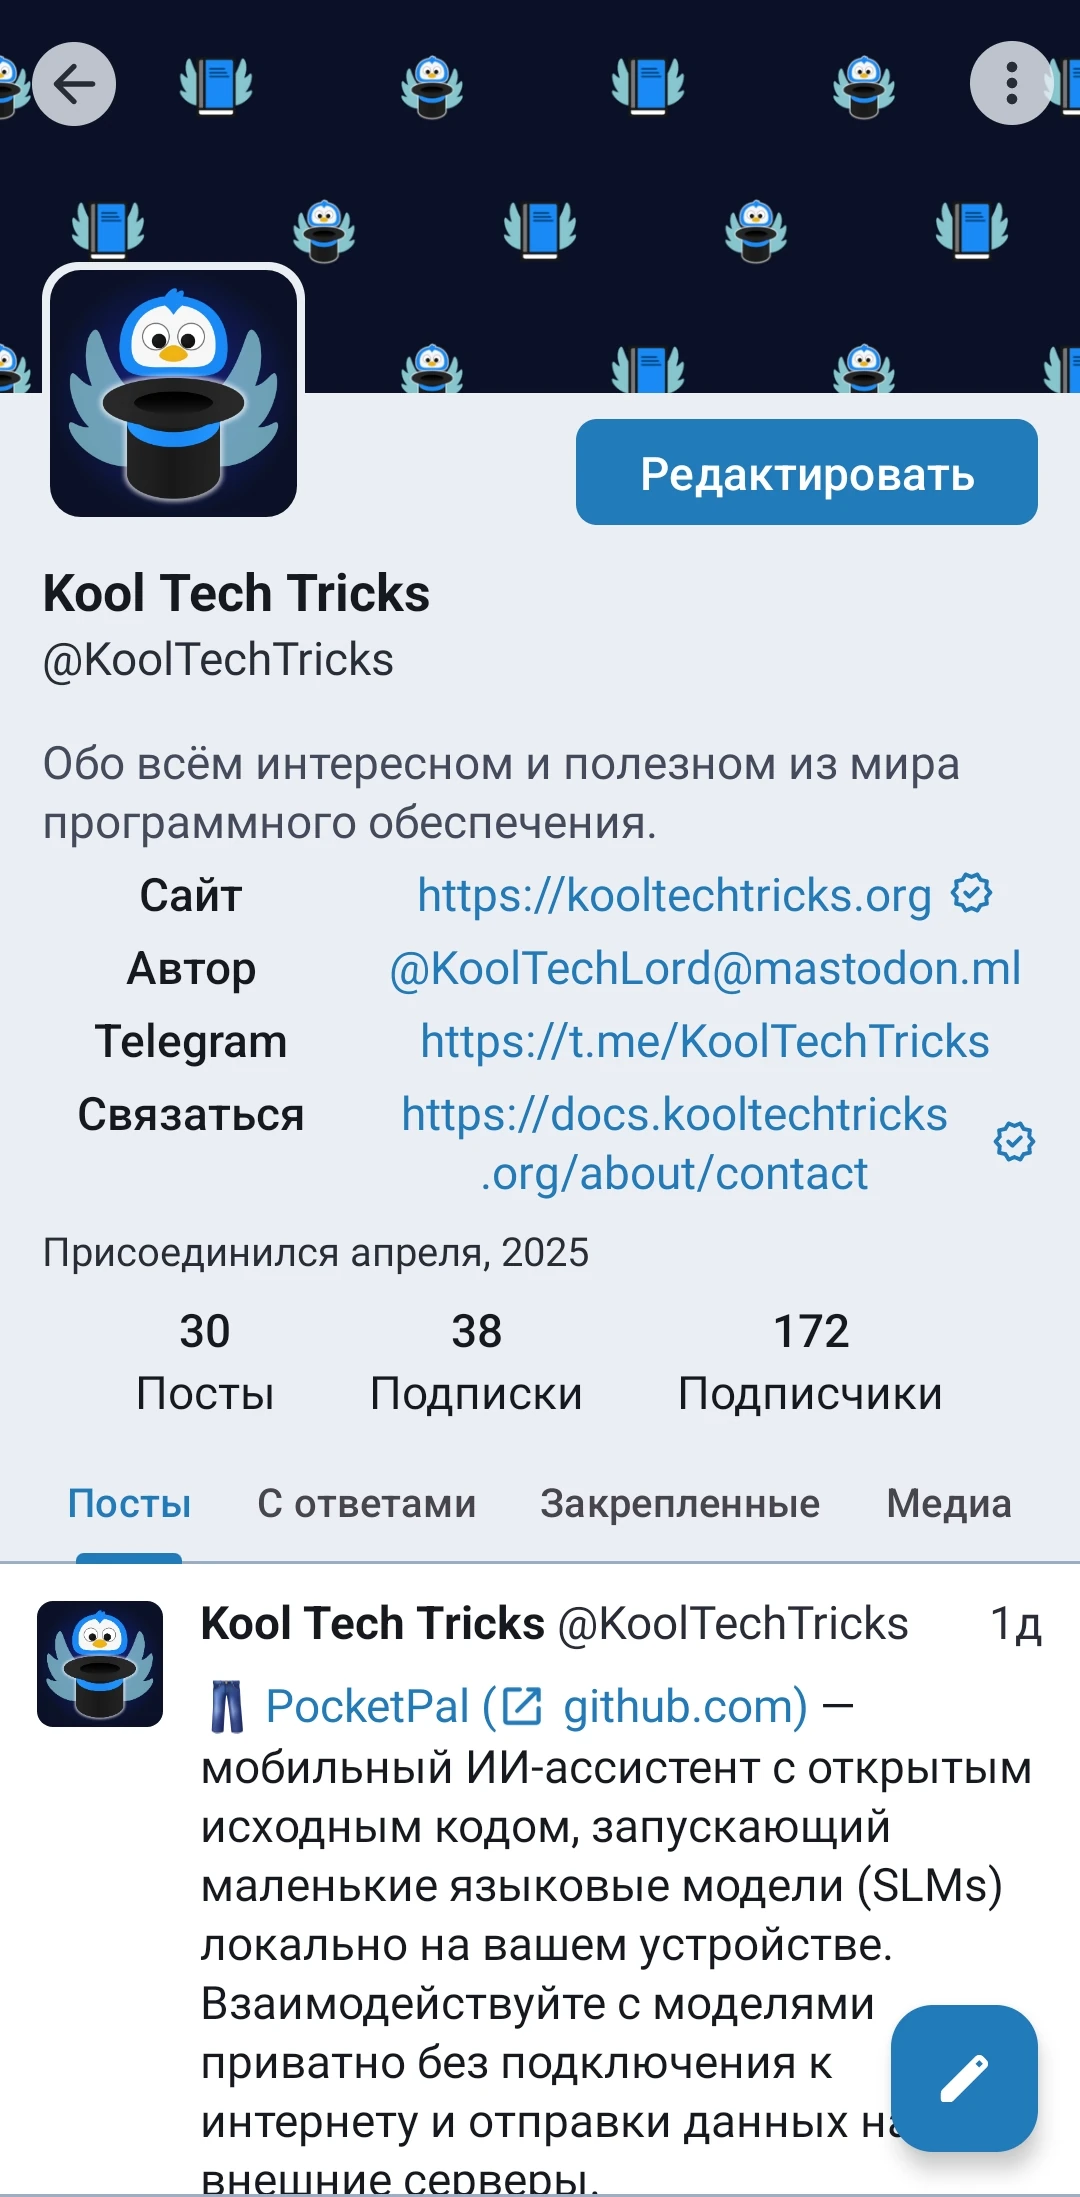 Редактировать
Kool Tech Tricks
@KoolTechTricks
Обо всём интересном и полезном из мира
программного обеспечения.
Сайт https://kooltechtricks.org
Автор @KoolTechLord@mastodon.ml
Telegram https://t.me/KoolTechTricks
Связаться https://docs.kooltechtricks
.org/about/contact
Присоединился апреля, 2025
30 38 172
Посты Подписки Подписчики
Посты С ответами Закрепленные Медиа
Kool Tech Tricks @KoolTechTricks 1д
👖 PocketPal ( github.com) —
мобильный ИИ-ассистент с открытым
исходным кодом, запускающий
маленькие языковые модели (SLMs)
локально на вашем устройстве.
Взаимодействуйте с моделями
приватно без подключения к
интернету и отправки данных на
внешние серверы.